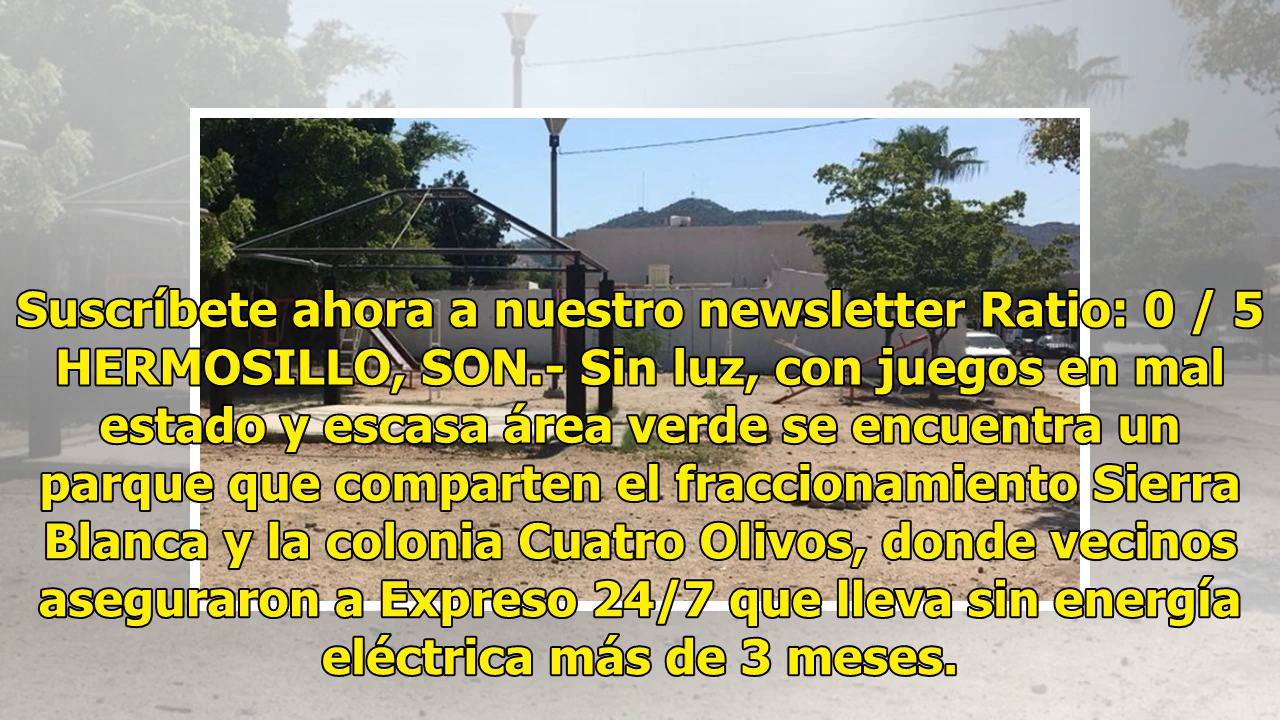 Suscríbete ahora a nuestro newsletter Ratio: 0 / 5
HERMOSILLO, SON.- Sin luz, con juegos en mal
estado y escasa área verde se encuentra un
parque que comparten el fraccionamiento Sierra
Blanca y la colonia Cuatro Olivos, donde vecinos
aseguraron a Expreso 24/7 que lleva sin energía
eléctrica más de 3 meses.